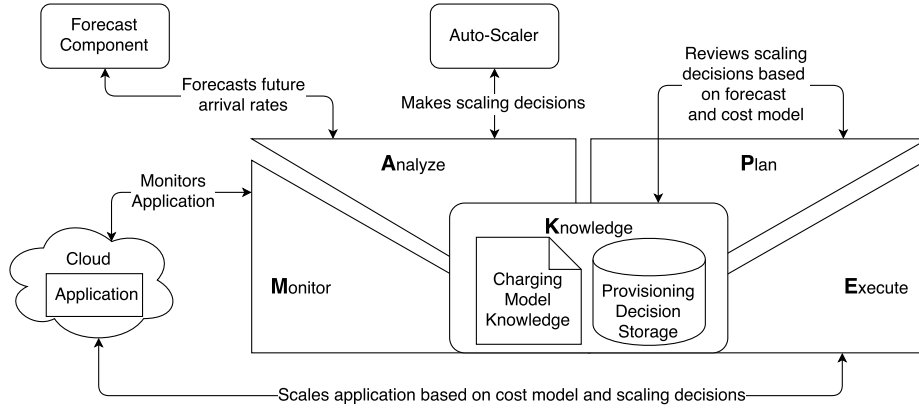 Forecast
Component
Auto-Scaler
Forecasts future
arrival rates
Makes scaling decisions
Reviews scaling
decisions based
on forecast
and cost model
Analyze
Plan
Monitors
Application
Knowledge
Cloud
Application
Monitor
Charging
Model
Knowledge
Provisioning
Decision
Storage
Execute
Scales application based on cost model and scaling decisions